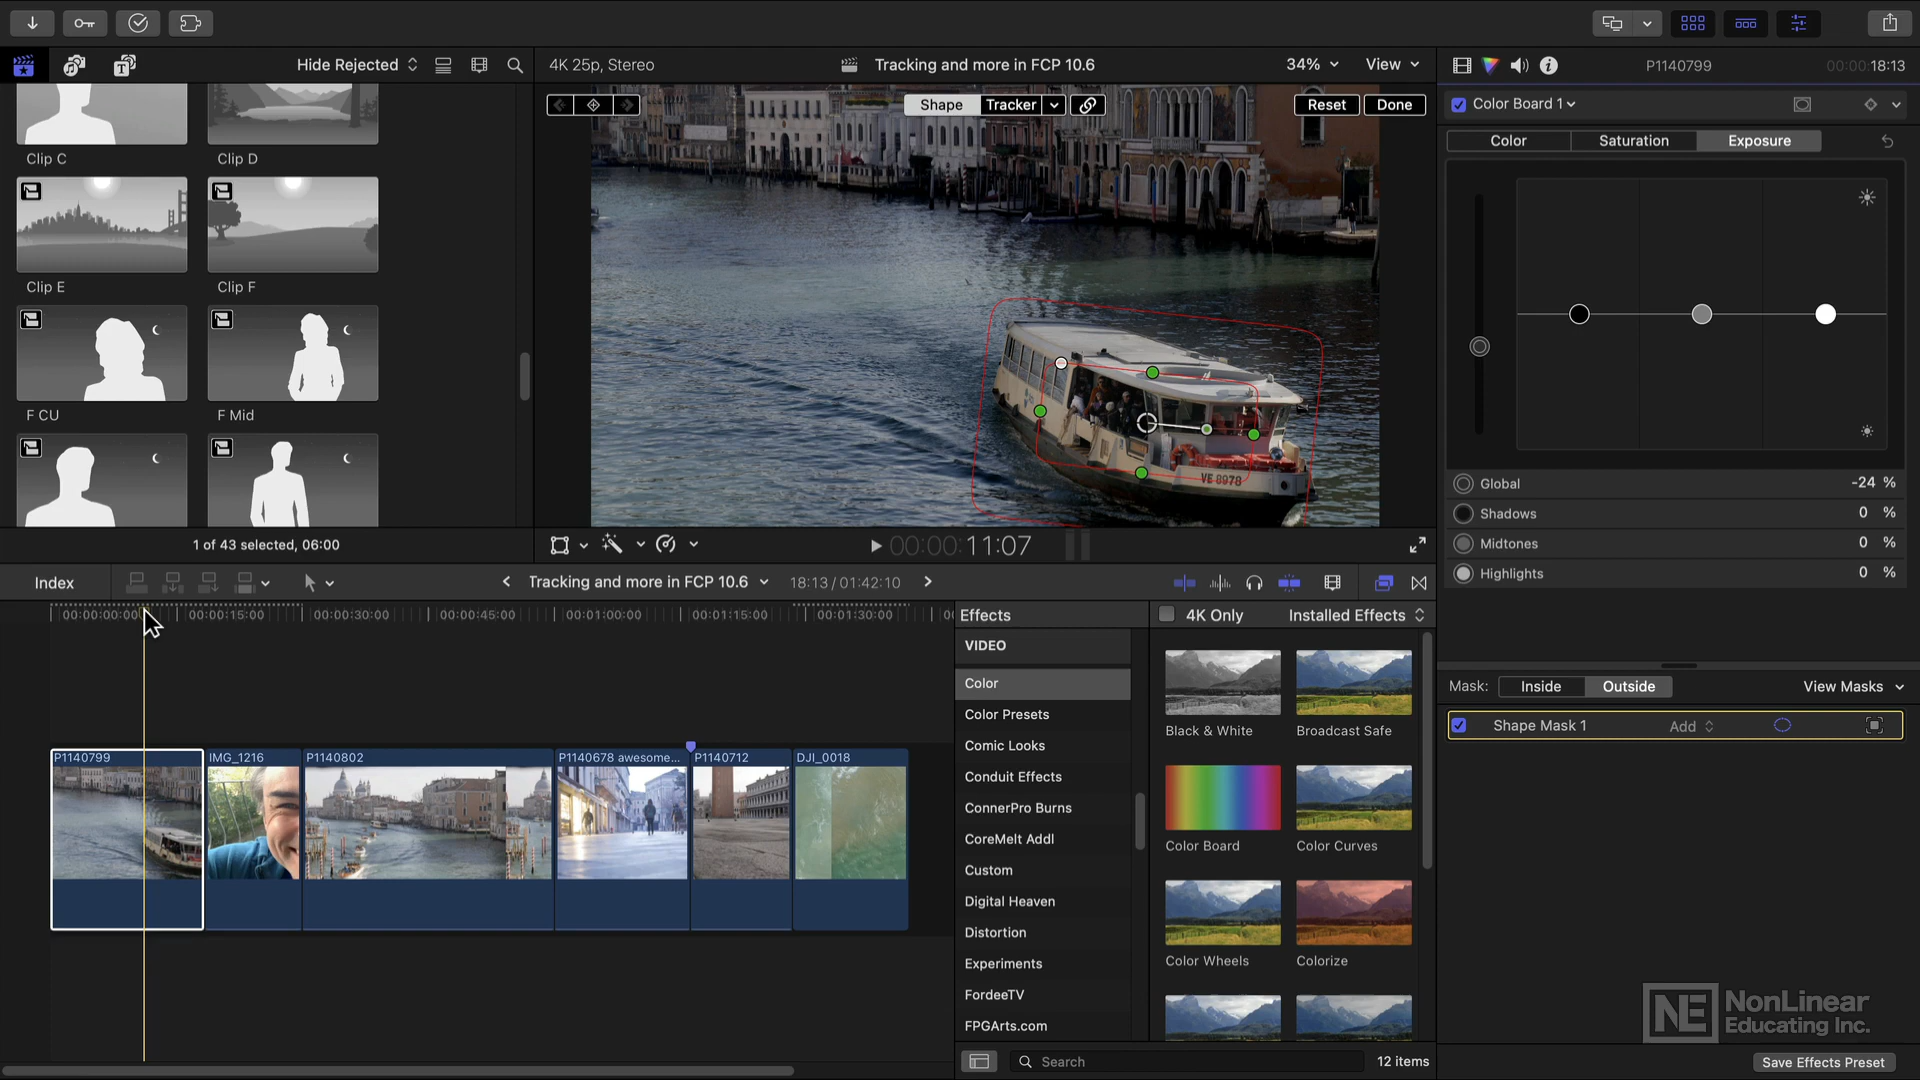 Hide Rejected
4K 25p, Stereo
Tracking and more in FCP 10.6
34%
View
P1140799
00:00:18:13
Shape
Tracker
Reset
Done
Color Board 1
Color
Saturation
Exposure
Clip C
Clip D
Clip E
Clip F
F CU
F Mid
VE 8978
Global
-24 %
Shadows
0 %
Midtones
0 %
Highlights
0 %
1 of 43 selected, 06:00
00:00:11:07
Index
Tracking and more in FCP 10.6
18:13 / 01:42:10
00:00:00:00
00:00:15:00
00:00:30:00
00:00:45:00
00:01:00:00
00:01:15:00
00:01:30:00
Effects
4K Only
Installed Effects
VIDEO
Color
Color Presets
Comic Looks
Conduit Effects
ConnerPro Burns
CoreMelt Addl
Custom
Digital Heaven
Distortion
Experiments
FordeeTV
FPGArts.com
Black & White
Broadcast Safe
Color Board
Color Curves
Color Wheels
Colorize
Mask:
Inside
Outside
View Masks
Shape Mask 1
Add
P1140799
IMG_1216
P1140802
P1140678 awesome...
P1140712
DJI_0018
NE NonLinear
Educating Inc.
Search
12 items
Save Effects Preset